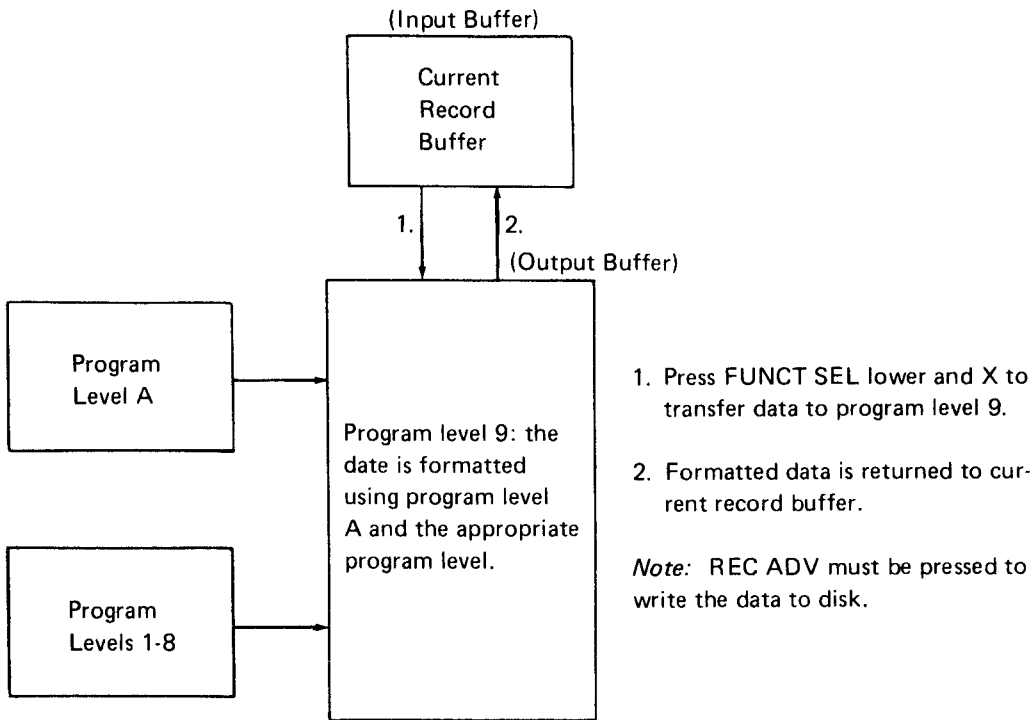 (Input Buffer)
Current
Record
Buffer
1.
2.
(Output Buffer)
Program
Level A
Program level 9: the
date is formatted
using program level
A and the appropriate
program level.
Program
Levels 1-8
1. Press FUNCT SEL lower and X to
transfer data to program level 9.
2. Formatted data is returned to cur-
rent record buffer.
Note: REC ADV must be pressed to
write the data to disk.